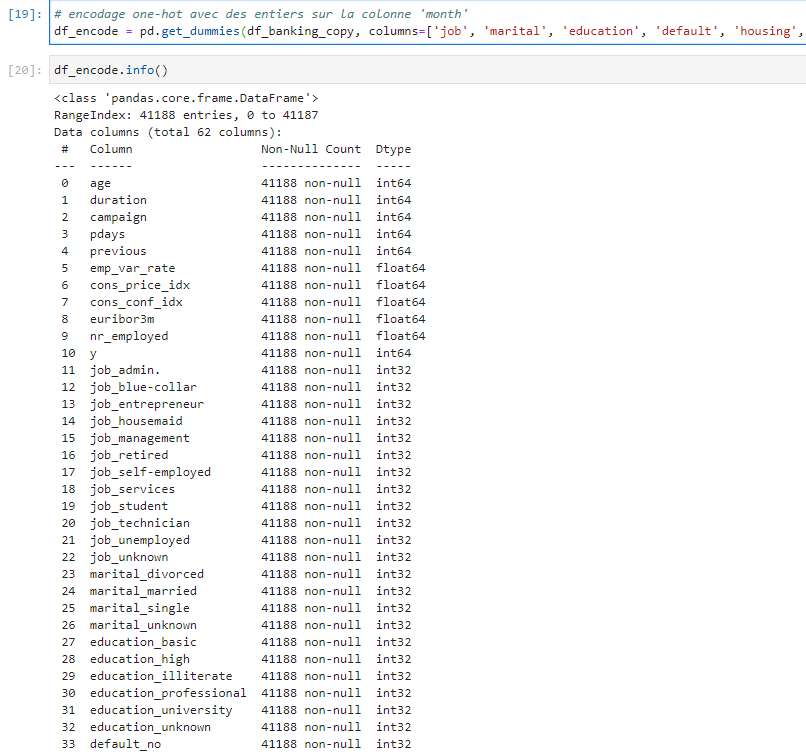 [19]: # encodage one-hot avec des entiers sur la colonne 'month'
df_encode = pd.get_dummies(df_banking_copy, columns=['job', 'marital', 'education', 'default', 'housing',
[20]: df_encode.info()
<class 'pandas.core.frame.DataFrame'>
RangeIndex: 41188 entries, 0 to 41187
Data columns (total 62 columns):
 #   Column                  Non-Null Count  Dtype
---  ------                  --------------  -----
 0   age                     41188 non-null  int64
 1   duration                41188 non-null  int64
 2   campaign                41188 non-null  int64
 3   pdays                   41188 non-null  int64
 4   previous                41188 non-null  int64
 5   emp_var_rate            41188 non-null  float64
 6   cons_price_idx          41188 non-null  float64
 7   cons_conf_idx           41188 non-null  float64
 8   euribor3m               41188 non-null  float64
 9   nr_employed             41188 non-null  float64
 10  y                       41188 non-null  int64
 11  job_admin.              41188 non-null  int32
 12  job_blue-collar         41188 non-null  int32
 13  job_entrepreneur        41188 non-null  int32
 14  job_housemaid           41188 non-null  int32
 15  job_management          41188 non-null  int32
 16  job_retired             41188 non-null  int32
 17  job_self-employed       41188 non-null  int32
 18  job_services            41188 non-null  int32
 19  job_student             41188 non-null  int32
 20  job_technician          41188 non-null  int32
 21  job_unemployed          41188 non-null  int32
 22  job_unknown             41188 non-null  int32
 23  marital_divorced        41188 non-null  int32
 24  marital_married         41188 non-null  int32
 25  marital_single          41188 non-null  int32
 26  marital_unknown         41188 non-null  int32
 27  education_basic         41188 non-null  int32
 28  education_high          41188 non-null  int32
 29  education_illiterate    41188 non-null  int32
 30  education_professional  41188 non-null  int32
 31  education_university    41188 non-null  int32
 32  education_unknown       41188 non-null  int32
 33  default_no              41188 non-null  int32